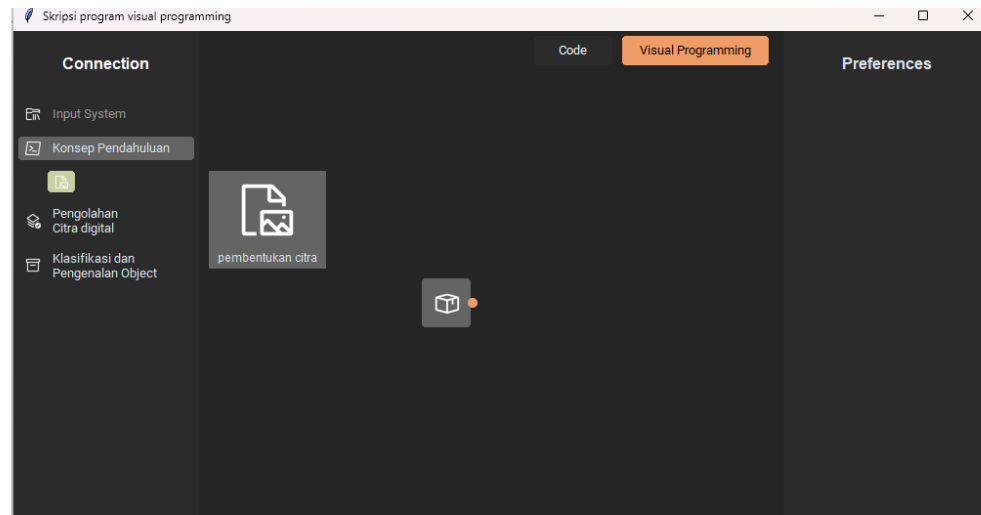 Skripsi program visual programming
Connection
Code
Visual Programming
Preferences
Input System
Konsep Pendahuluan
Pengolahan
Citra digital
Klasifikasi dan
Pengenalan Object
pembentukan citra